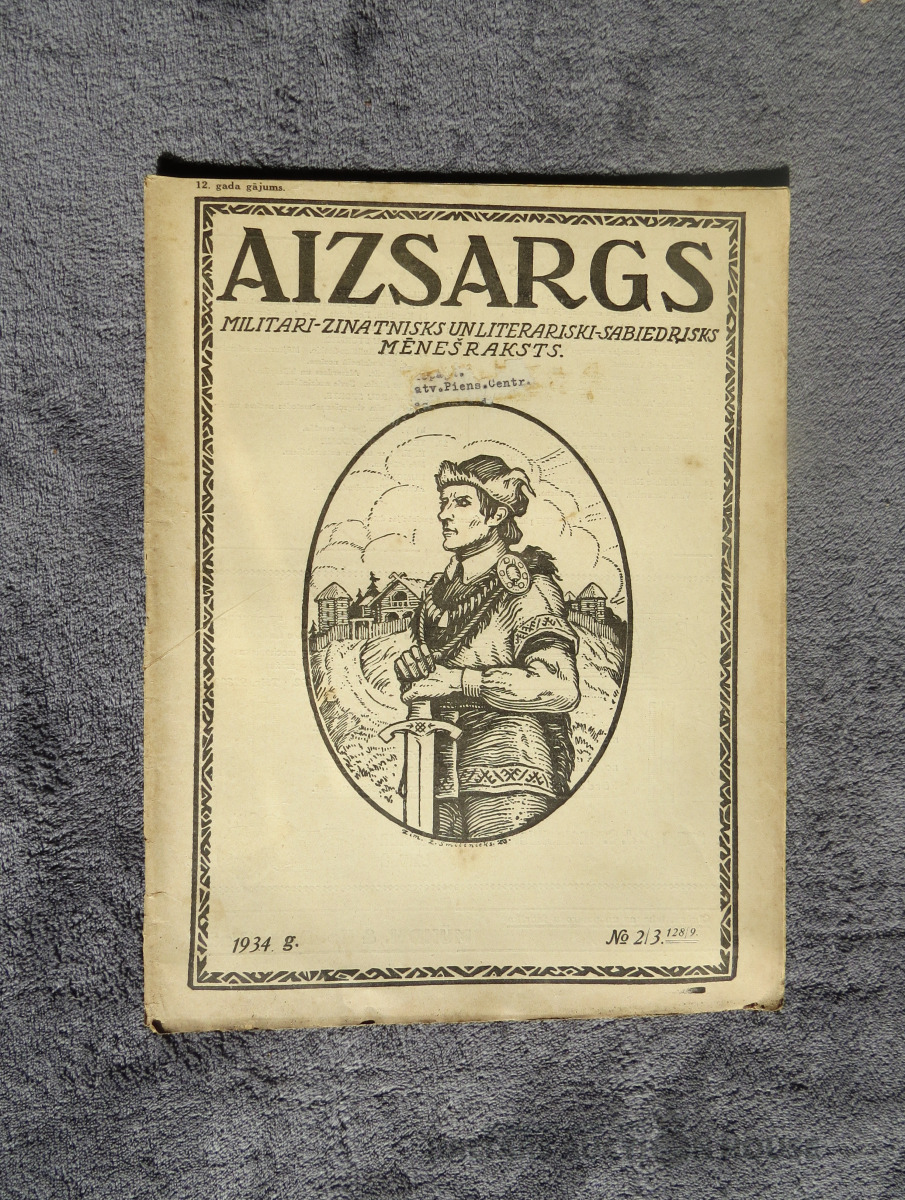 12. gada gājums.
AIZSARGS
MILITARI-ZINATNISKS UN LITERARISKI-SABIEDRISKS
MĒNEŠRAKSTS.
atv.Piens.Centr.
1934. g.
№ 2/3. 128/9.